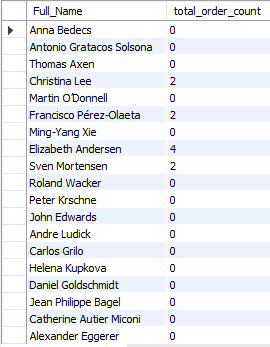 Full_Name total_order_count
Anna Bedecs 0
Antonio Gratacos Solsona 0
Thomas Axen 0
Christina Lee 2
Martin O'Donnell 0
Francisco Pérez-Olaeta 2
Ming-Yang Xie 0
Elizabeth Andersen 4
Sven Mortensen 2
Roland Wacker 0
Peter Krschne 0
John Edwards 0
Andre Ludick 0
Carlos Grilo 0
Helena Kupkova 0
Daniel Goldschmidt 0
Jean Philippe Bagel 0
Catherine Autier Miconi 0
Alexander Eggerer 0